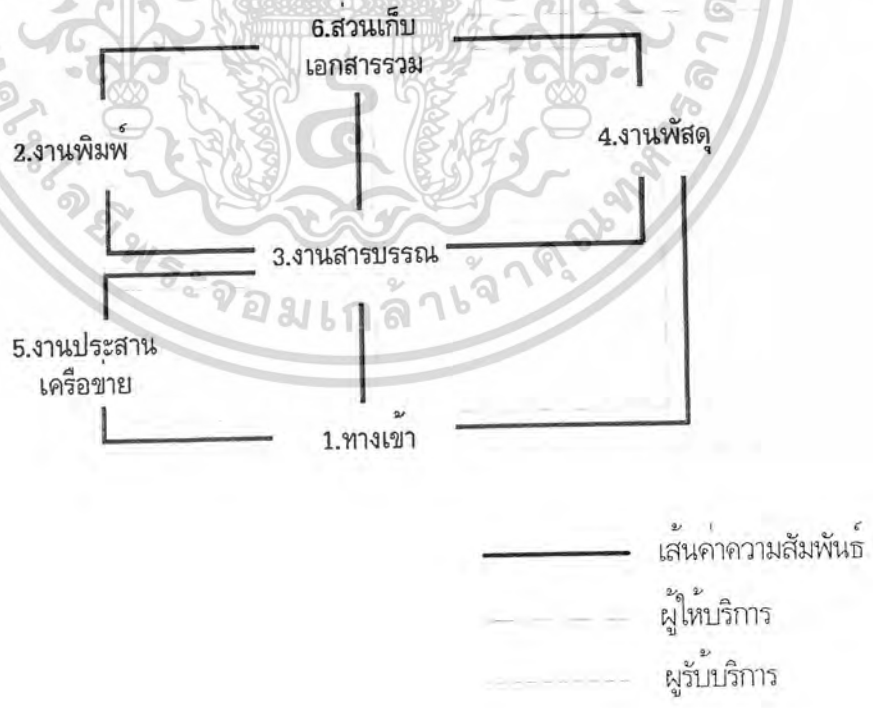 6.ส่วนเก็บ
เอกสารรวม
2.งานพิมพ์
4.งานพัสดุ
3.งานสารบรรณ
5.งานประสาน
เครือข่าย
1.ทางเข้า
เส้นค่าความสัมพันธ์
ผู้ให้บริการ
ผู้รับบริการ